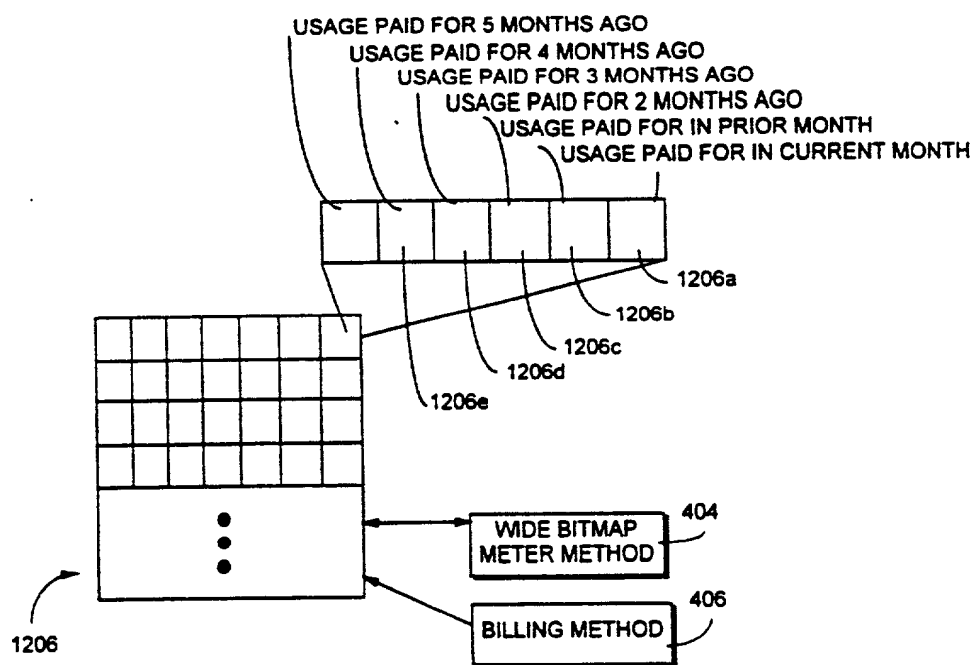 USAGE PAID FOR 5 MONTHS AGO
USAGE PAID FOR 4 MONTHS AGO
USAGE PAID FOR 3 MONTHS AGO
USAGE PAID FOR 2 MONTHS AGO
USAGE PAID FOR IN PRIOR MONTH
USAGE PAID FOR IN CURRENT MONTH
1206a
1206b
1206c
1206d
1206e
WIDE BITMAP
METER METHOD
404
BILLING METHOD
406
1206